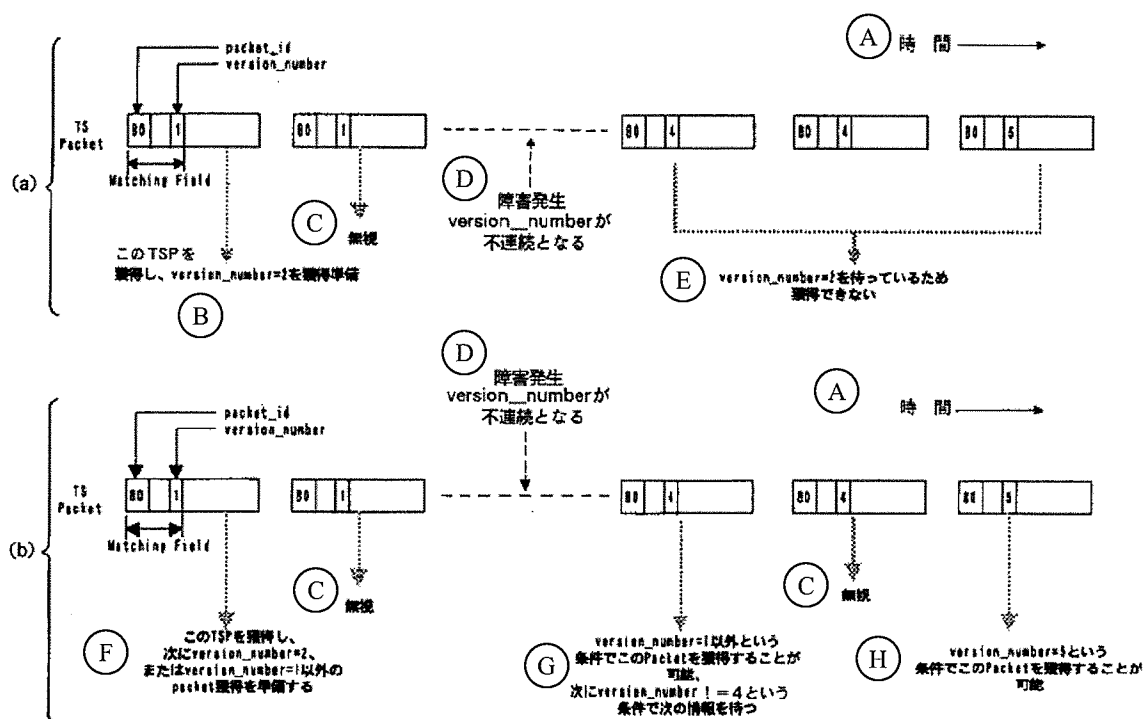 A 時 間
packet_id
version_number
TS
Packet
80 1
80 1
80 4
80 4
80 5
(a)
Matching Field
D
障害発生
version__numberが
不連続となる
C
無視
このTSPを
獲得し、version_number=2を獲得準備
B
E
version_number=2を待っているため
獲得できない
D
障害発生
version__numberが
不連続となる
A
時 間
packet_id
version_number
TS
Packet
80 1
80 1
80 4
80 4
80 5
(b)
Matching Field
C
無視
C
無視
F
このTSPを獲得し、
次にversion_number=2、
またはversion_number=1以外の
packet獲得を準備する
G
version_number=1以外という
条件でこのPacketを獲得することが
可能、
次にversion_number!=4という
条件で次の情報を待つ
H
version_number=5という
条件でこのPacketを獲得することが
可能